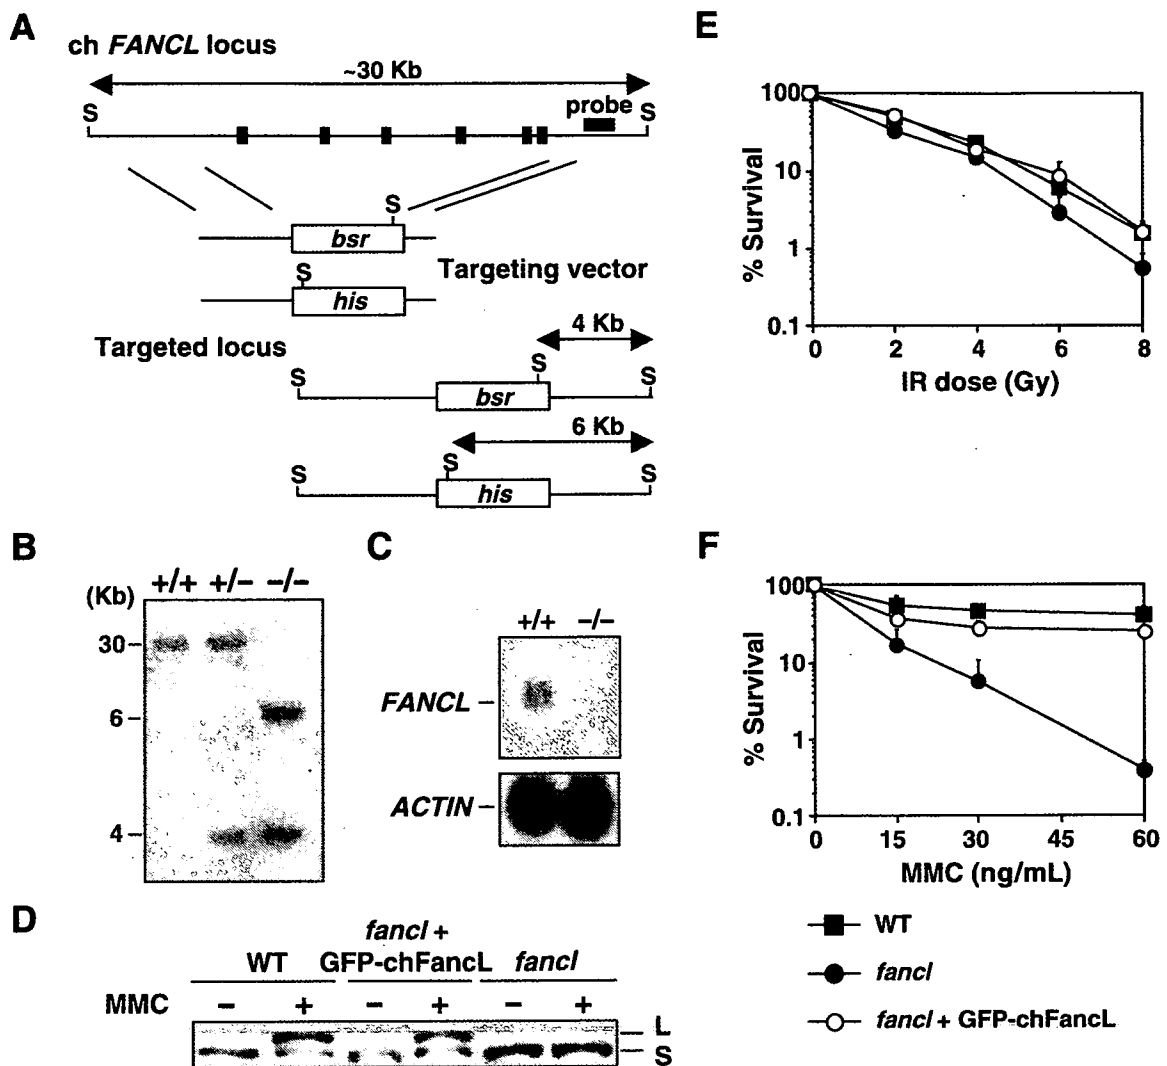 A
ch FANCL locus
~30 Kb
S
probe
S
S
bsr
S
his
Targeting vector
Targeted locus
4 Kb
S
S
S
bsr
6 Kb
S
S
S
his
B
+/+ +/− −/−
(Kb)
30
6
4
C
+/+ −/−
FANCL
ACTIN
D
WT
fancl +
GFP-chFancL
fancl
MMC − + − + − +
L
S
E
% Survival
100
10
1
0.1
0 2 4 6 8
IR dose (Gy)
F
% Survival
100
10
1
0.1
0 15 30 45 60
MMC (ng/mL)
WT
fancl
fancl + GFP-chFancL